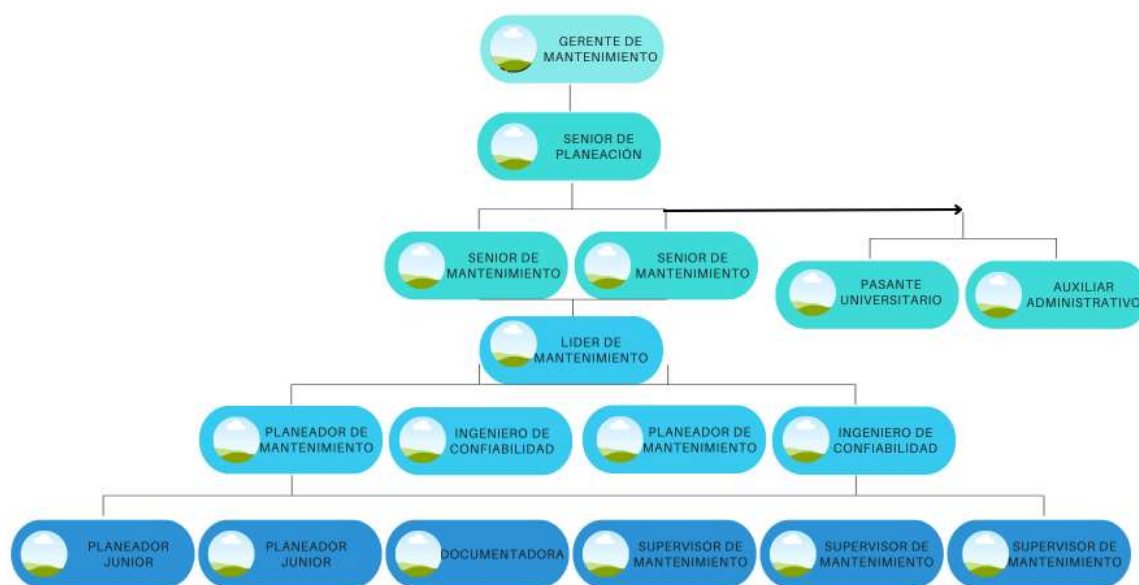 GERENTE DE
MANTENIMIENTO
SENIOR DE
PLANEACIÓN
SENIOR DE
MANTENIMIENTO
SENIOR DE
MANTENIMIENTO
PASANTE
UNIVERSITARIO
AUXILIAR
ADMINISTRATIVO
LIDER DE
MANTENIMIENTO
PLANEADOR DE
MANTENIMIENTO
INGENIERO DE
CONFIABILIDAD
PLANEADOR DE
MANTENIMIENTO
INGENIERO DE
CONFIABILIDAD
PLANEADOR
JUNIOR
PLANEADOR
JUNIOR
DOCUMENTADORA
SUPERVISOR DE
MANTENIMIENTO
SUPERVISOR DE
MANTENIMIENTO
SUPERVISOR DE
MANTENIMIENTO